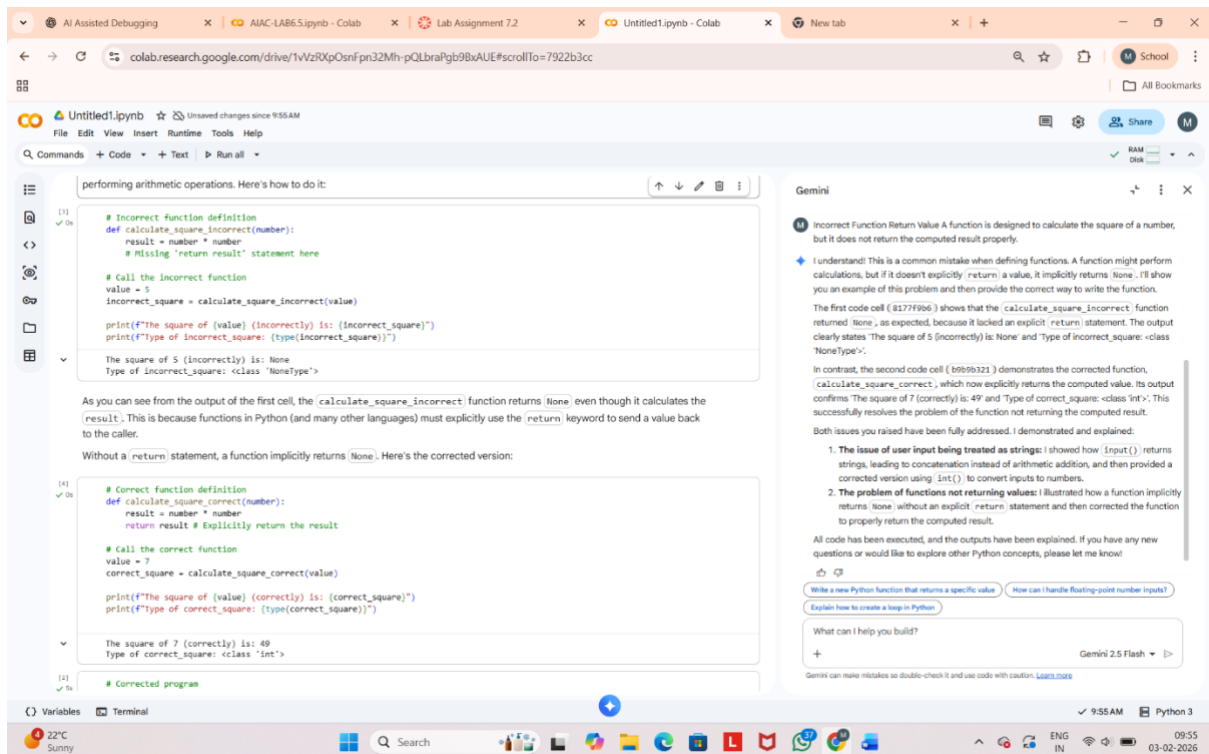 AI Assisted Debugging
AIAC-LAB6.5.ipynb - Colab
Lab Assignment 7.2
Untitled1.ipynb - Colab
New tab
colab.research.google.com/drive/1vVzRXpOsnFpn32Mh-pQLbraPgb9BxAUE#scrollTo=7922b3cc
M School
All Bookmarks
Untitled1.ipynb Unsaved changes since 9:55 AM
File Edit View Insert Runtime Tools Help
Share
M
Commands + Code + Text Run all
RAM
Disk
performing arithmetic operations. Here's how to do it:
[3]
0s
# Incorrect function definition
def calculate_square_incorrect(number):
result = number * number
# Missing 'return result' statement here
# Call the incorrect function
value = 5
incorrect_square = calculate_square_incorrect(value)
print(f"The square of {value} (incorrectly) is: {incorrect_square}")
print(f"Type of incorrect_square: {type(incorrect_square)}")
The square of 5 (incorrectly) is: None
Type of incorrect_square: <class 'NoneType'>
As you can see from the output of the first cell, the calculate_square_incorrect function returns None even though it calculates the
result. This is because functions in Python (and many other languages) must explicitly use the return keyword to send a value back
to the caller.
Without a return statement, a function implicitly returns None. Here's the corrected version:
[4]
0s
# Correct function definition
def calculate_square_correct(number):
result = number * number
return result # Explicitly return the result
# Call the correct function
value = 7
correct_square = calculate_square_correct(value)
print(f"The square of {value} (correctly) is: {correct_square}")
print(f"Type of correct_square: {type(correct_square)}")
The square of 7 (correctly) is: 49
Type of correct_square: <class 'int'>
[2]
5s
# Corrected program
Gemini
M
Incorrect Function Return Value A function is designed to calculate the square of a number,
but it does not return the computed result properly.
I understand! This is a common mistake when defining functions. A function might perform
calculations, but if it doesn't explicitly return a value, it implicitly returns None. I'll show
you an example of this problem and then provide the correct way to write the function.
The first code cell (8177f9b6) shows that the calculate_square_incorrect function
returned None, as expected, because it lacked an explicit return statement. The output
clearly states 'The square of 5 (incorrectly) is: None' and 'Type of incorrect_square: <class
'NoneType'>'.
In contrast, the second code cell (b9b9b321) demonstrates the corrected function,
calculate_square_correct, which now explicitly returns the computed value. Its output
confirms 'The square of 7 (correctly) is: 49' and 'Type of correct_square: <class 'int'>'. This
successfully resolves the problem of the function not returning the computed result.
Both issues you raised have been fully addressed. I demonstrated and explained:
1. The issue of user input being treated as strings: I showed how input() returns
strings, leading to concatenation instead of arithmetic addition, and then provided a
corrected version using int() to convert inputs to numbers.
2. The problem of functions not returning values: I illustrated how a function implicitly
returns None without an explicit return statement and then corrected the function
to properly return the computed result.
All code has been executed, and the outputs have been explained. If you have any new
questions or would like to explore other Python concepts, please let me know!
Write a new Python function that returns a specific value
How can I handle floating-point number inputs?
Explain how to create a loop in Python
What can I help you build?
Gemini 2.5 Flash
Gemini can make mistakes so double-check it and use code with caution. Learn more
Variables Terminal
9:55 AM Python 3
4
22°C
Sunny
Search
L
37
M
ENG
IN
09:55
03-02-2026